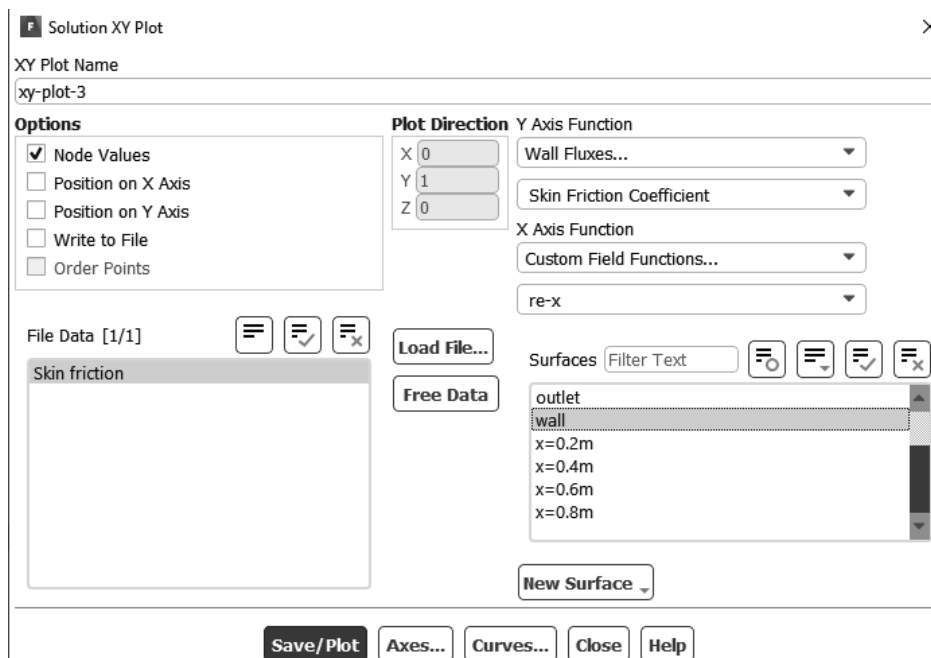 F Solution XY Plot
XY Plot Name
xy-plot-3
Options
Node Values
Position on X Axis
Position on Y Axis
Write to File
Order Points
Plot Direction
X 0
Y 1
Z 0
Y Axis Function
Wall Fluxes...
Skin Friction Coefficient
X Axis Function
Custom Field Functions...
re-x
File Data [1/1]
Skin friction
Load File...
Free Data
Surfaces Filter Text
outlet
wall
x=0.2m
x=0.4m
x=0.6m
x=0.8m
New Surface
Save/Plot Axes... Curves... Close Help